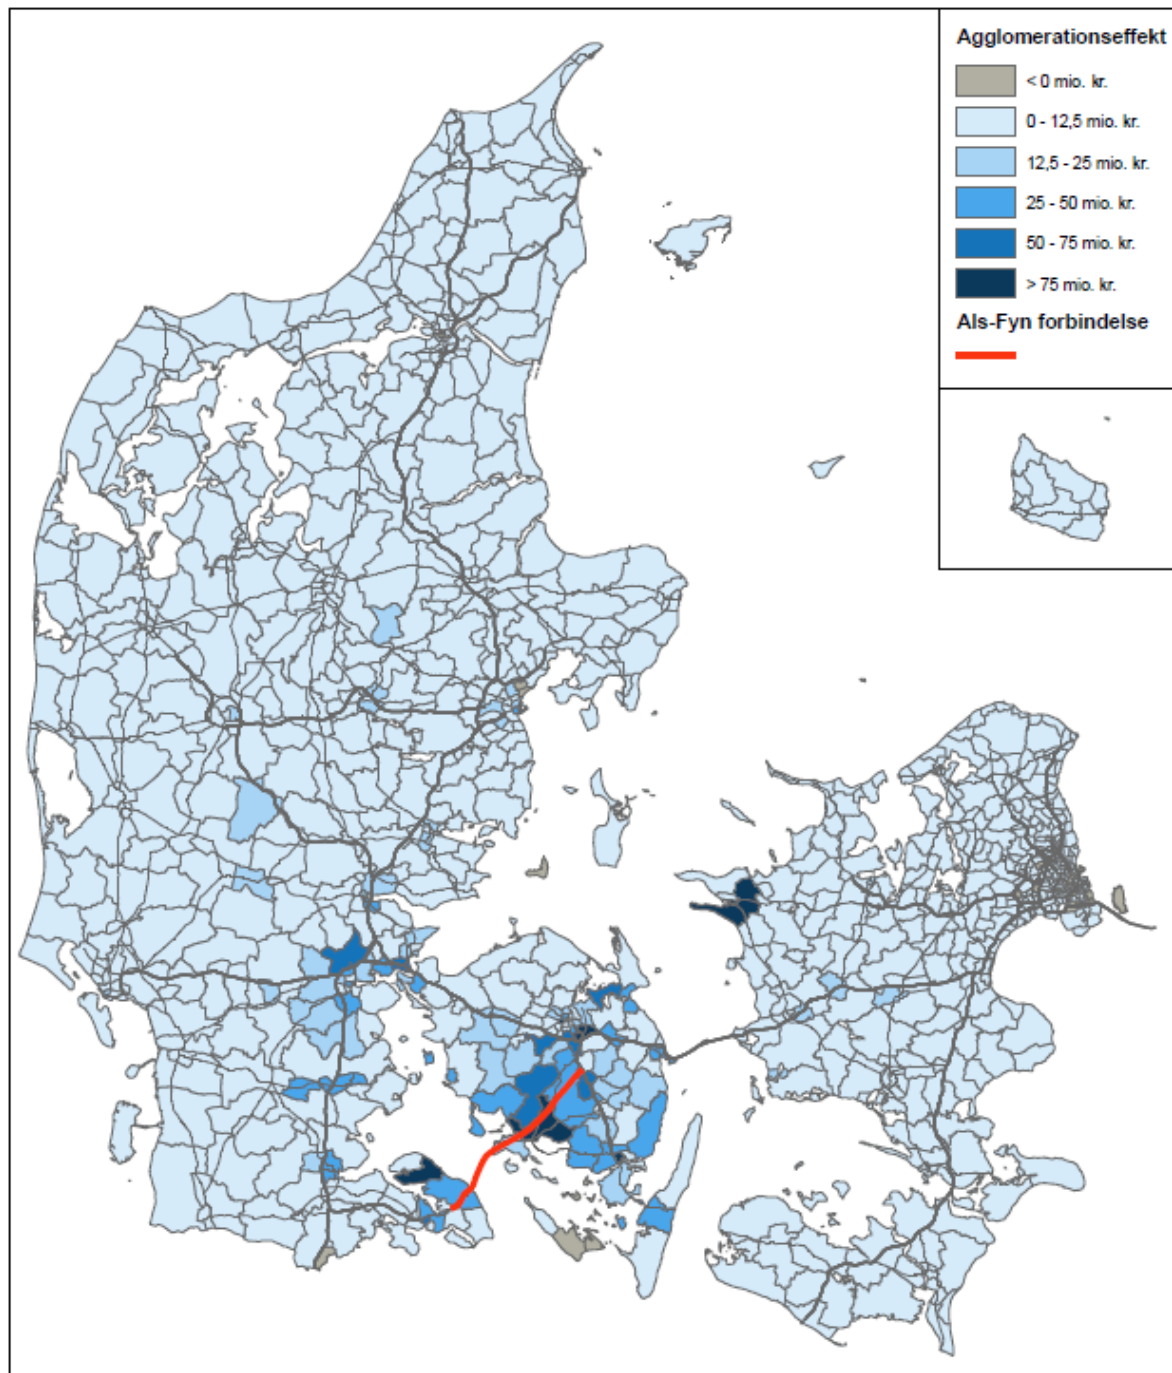 Agglomerationseffekt
< 0 mio. kr.
0 - 12,5 mio. kr.
12,5 - 25 mio. kr.
25 - 50 mio. kr.
50 - 75 mio. kr.
> 75 mio. kr.
Als-Fyn forbindelse